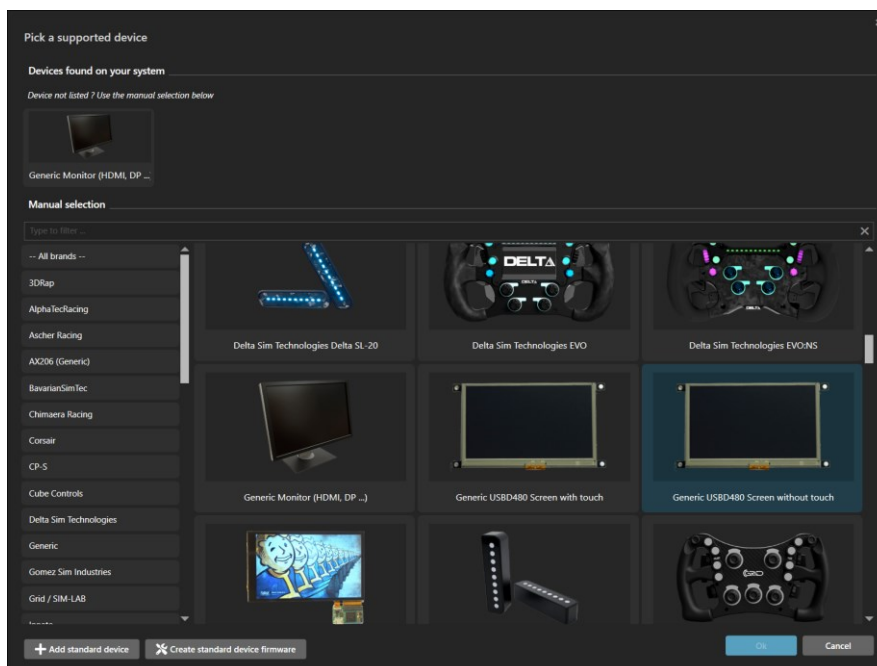 Pick a supported device
Devices found on your system
Device not listed ? Use the manual selection below
Generic Monitor (HDMI, DP ...
Manual selection
Type to filter ...
-- All brands --
3DRap
AlphaTecRacing
Ascher Racing
AX206 (Generic)
BavarianSimTec
Chimaera Racing
Corsair
CP-S
Cube Controls
Delta Sim Technologies
Generic
Gomez Sim Industries
Grid / SIM-LAB
DELTA
Delta Sim Technologies Delta SL-20
Delta Sim Technologies EVO
Delta Sim Technologies EVO:NS
Generic Monitor (HDMI, DP ...)
Generic USBD480 Screen with touch
Generic USBD480 Screen without touch
Add standard device
Create standard device firmware
Ok
Cancel